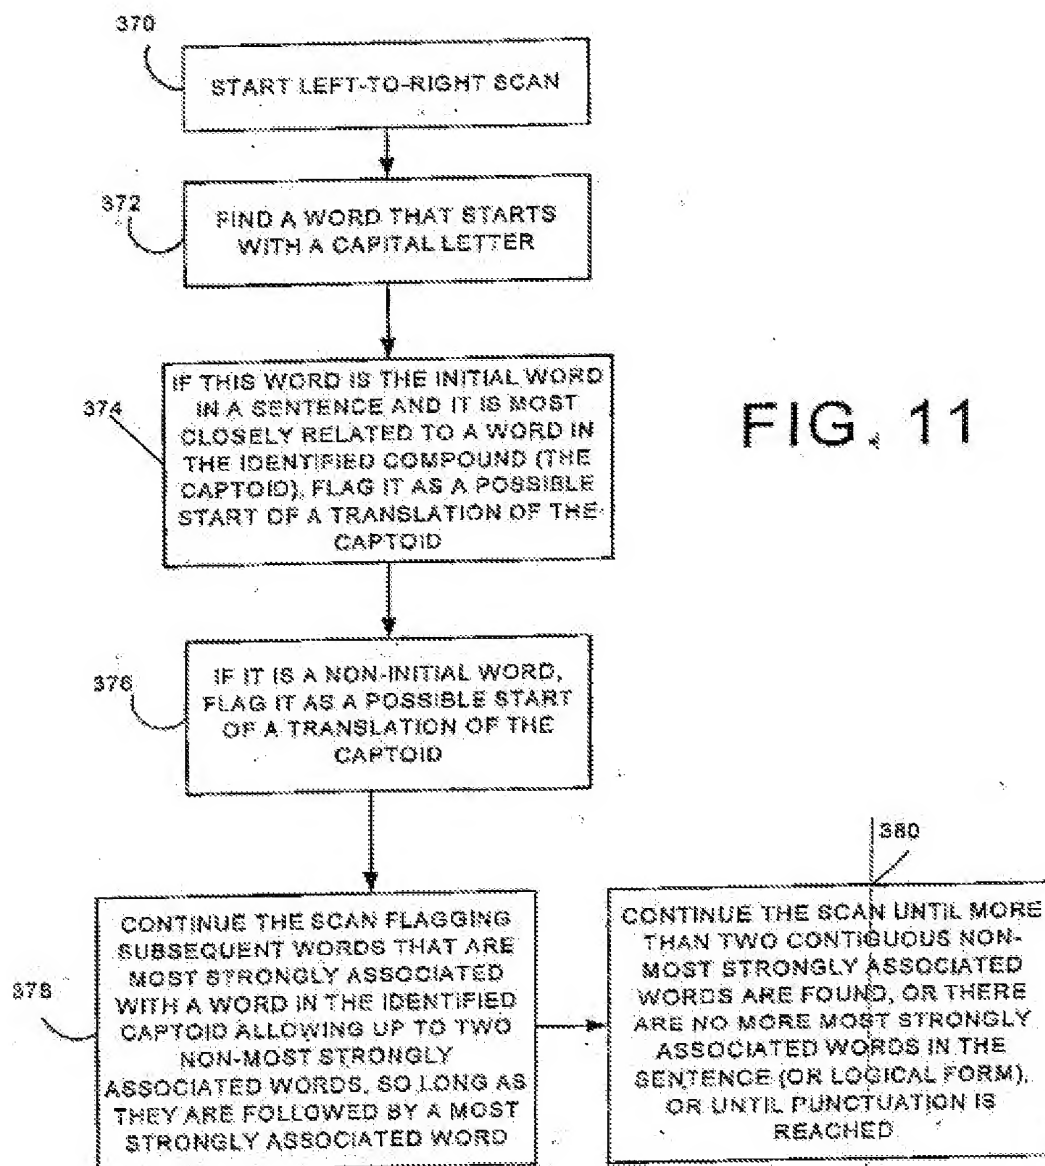 370
START LEFT-TO-RIGHT SCAN
372
FIND A WORD THAT STARTS
WITH A CAPITAL LETTER
374
IF THIS WORD IS THE INITIAL WORD
IN A SENTENCE AND IT IS MOST
CLOSELY RELATED TO A WORD IN
THE IDENTIFIED COMPOUND (THE
CAPTOID), FLAG IT AS A POSSIBLE
START OF A TRANSLATION OF THE
CAPTOID
FIG. 11
376
IF IT IS A NON-INITIAL WORD,
FLAG IT AS A POSSIBLE START
OF A TRANSLATION OF THE
CAPTOID
378
CONTINUE THE SCAN FLAGGING
SUBSEQUENT WORDS THAT ARE
MOST STRONGLY ASSOCIATED
WITH A WORD IN THE IDENTIFIED
CAPTOID ALLOWING UP TO TWO
NON-MOST STRONGLY
ASSOCIATED WORDS, SO LONG AS
THEY ARE FOLLOWED BY A MOST
STRONGLY ASSOCIATED WORD
380
CONTINUE THE SCAN UNTIL MORE
THAN TWO CONTIGUOUS NON-
MOST STRONGLY ASSOCIATED
WORDS ARE FOUND, OR THERE
ARE NO MORE MOST STRONGLY
ASSOCIATED WORDS IN THE
SENTENCE (OR LOGICAL FORM),
OR UNTIL PUNCTUATION IS
REACHED